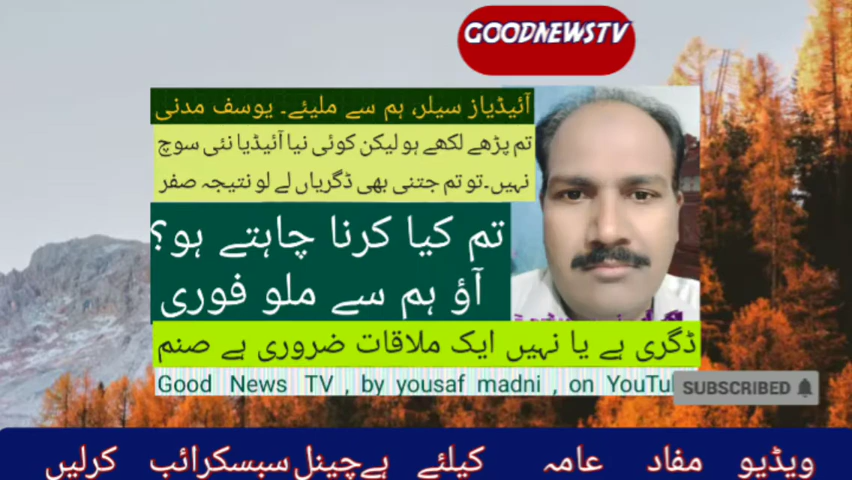 GOODNEWSTV
آئیڈیاز سیلر، ہم سے ملیئے۔ یوسف مدنی
تم پڑھے لکھے ہو لیکن کوئی نیا آئیڈیا نئی سوچ
نہیں۔تو تم جتنی بھی ڈگریاں لے لو نتیجہ صفر
تم کیا کرنا چاہتے ہو؟
آؤ ہم سے ملو فوری
ڈگری ہے یا نہیں ایک ملاقات ضروری ہے صنم
Good News TV , by yousaf madni , on YouTu
SUBSCRIBED
ویڈیو مفاد عامہ کیلئے ہےچینل سبسکرائب کرلیں